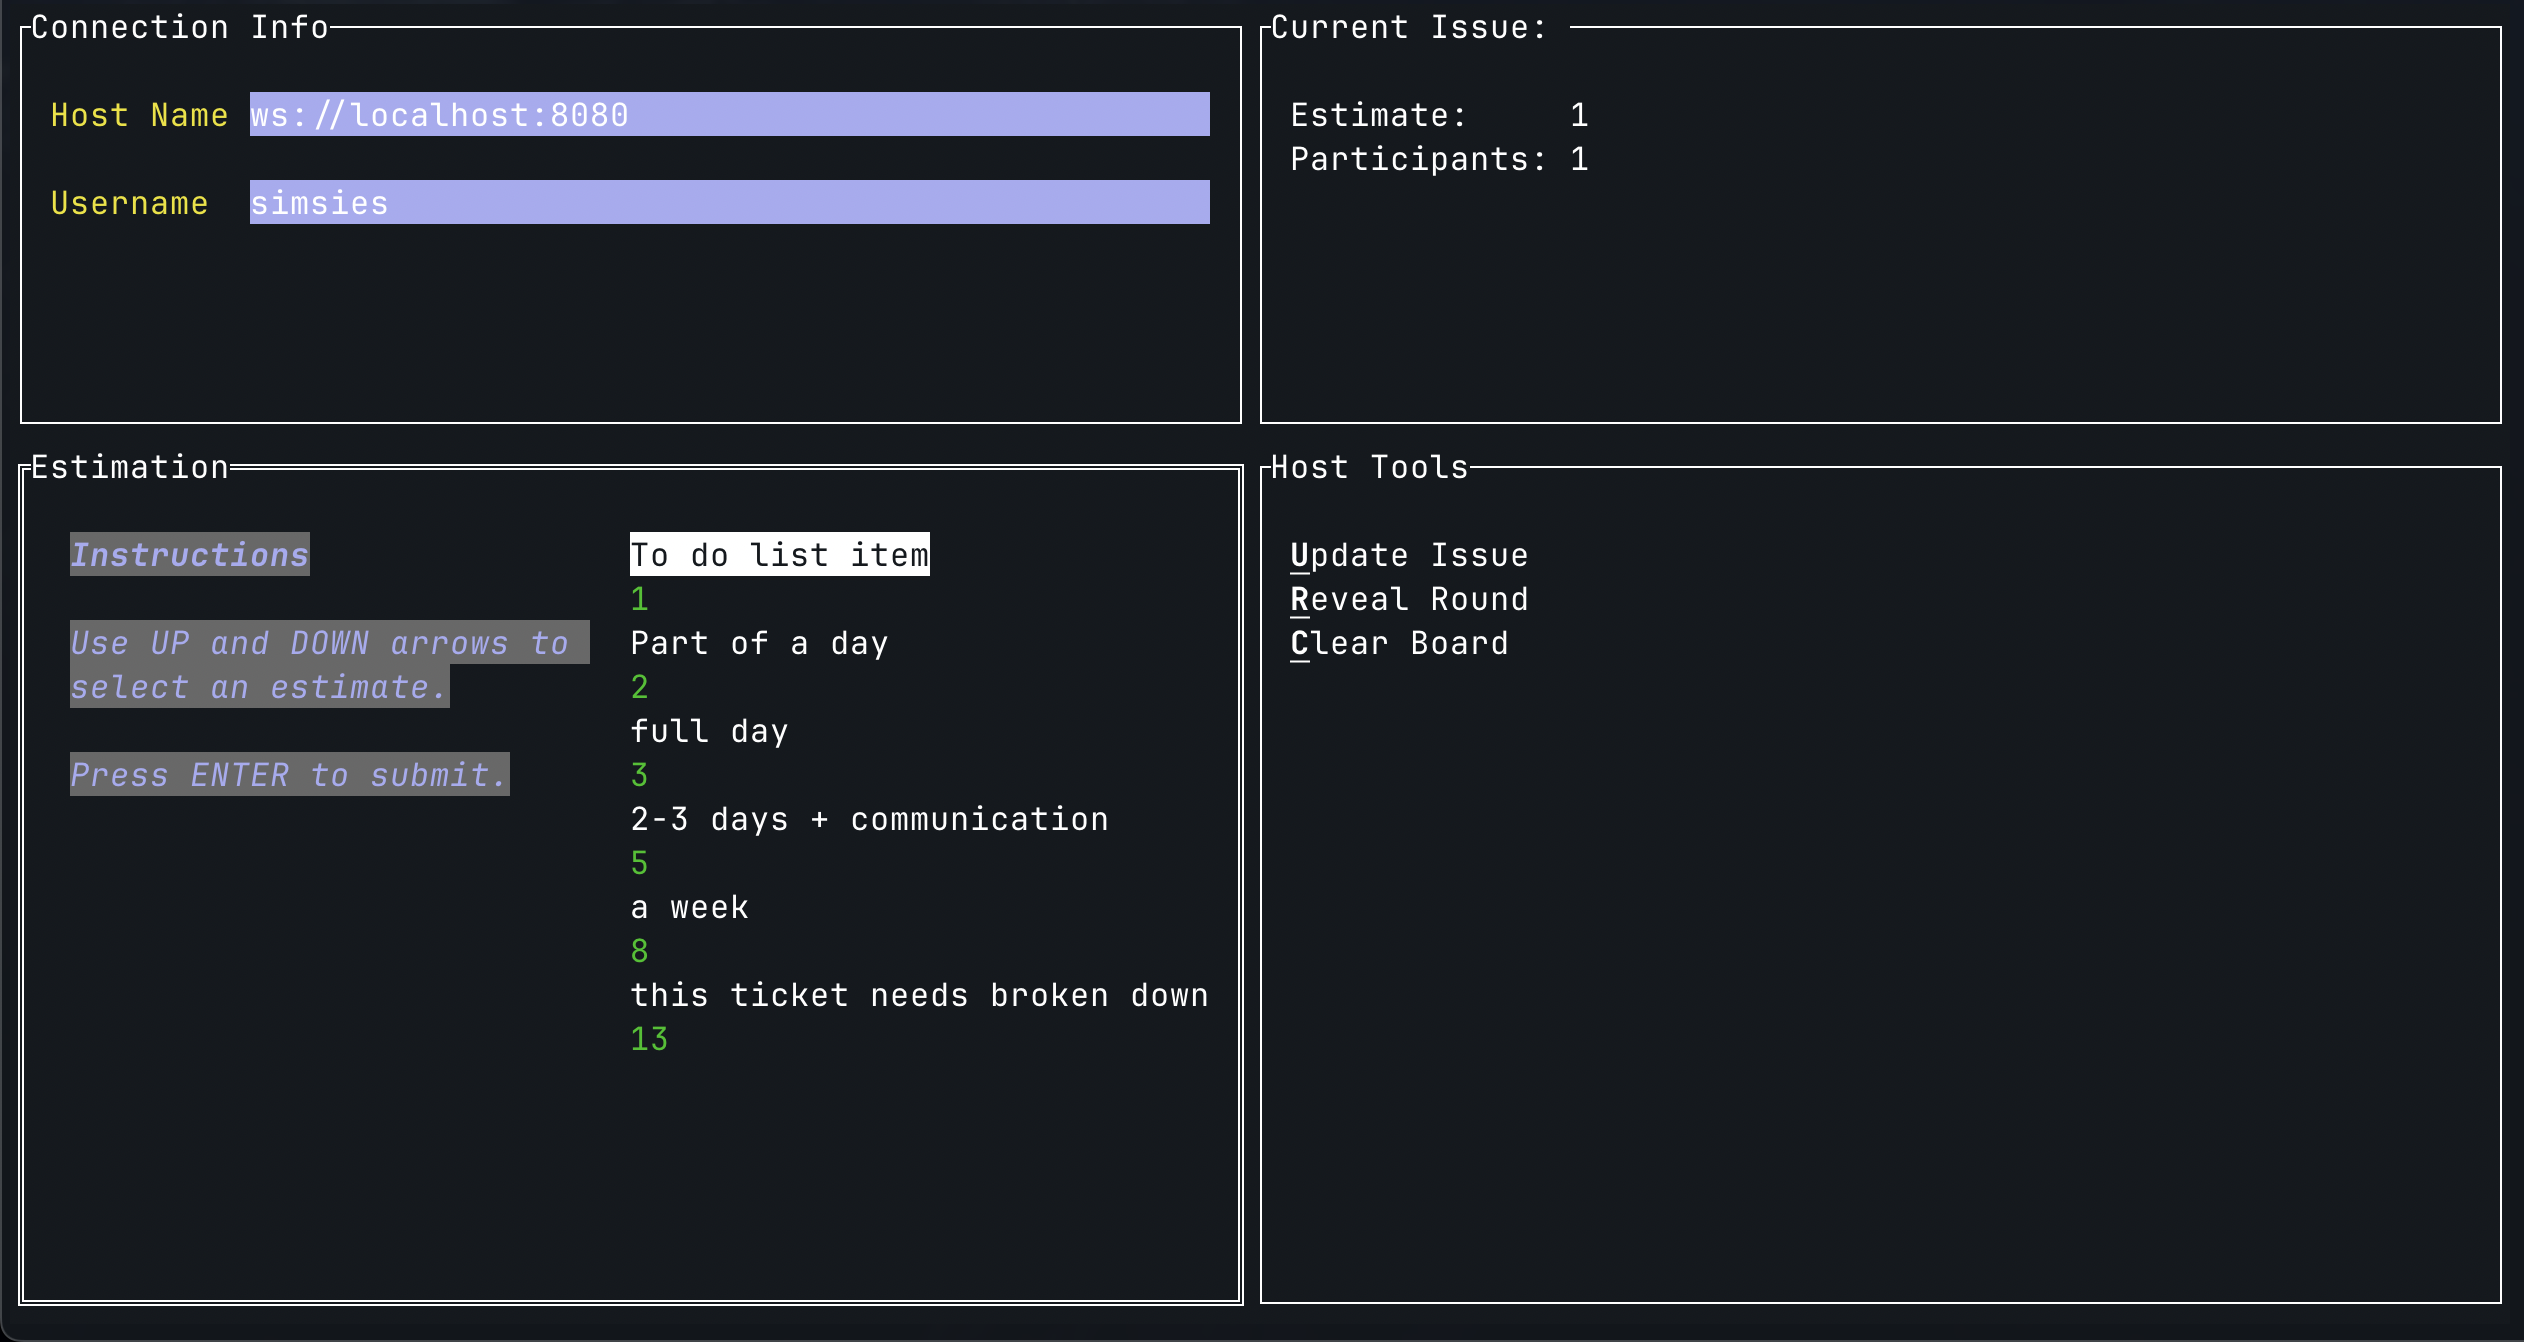 Connection Info
Host Name ws://localhost:8080
Username simsies
Current Issue:
Estimate: 1
Participants: 1
Estimation
Instructions
Use UP and DOWN arrows to
select an estimate.
Press ENTER to submit.
To do list item
1
Part of a day
2
full day
3
2-3 days + communication
5
a week
8
this ticket needs broken down
13
Host Tools
Update Issue
Reveal Round
Clear Board